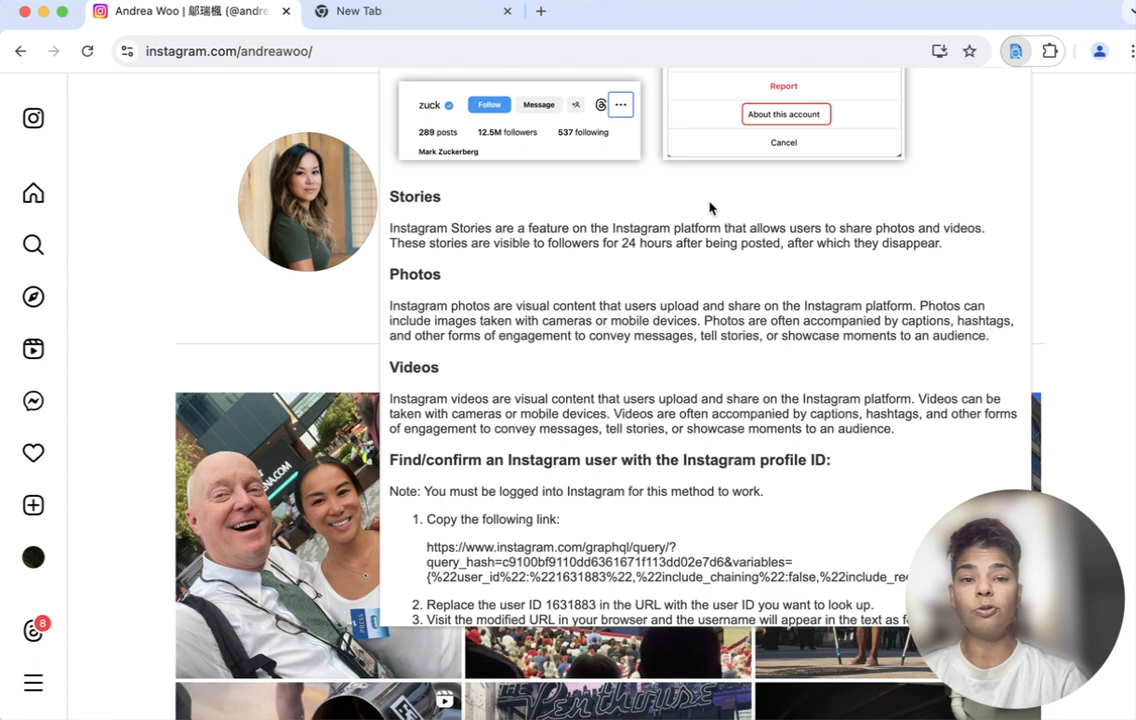 Andrea Woo | 鄔瑞楓 (@andre
New Tab
instagram.com/andreawoo/
zuck
Follow
Message
289 posts
12.5M followers
537 following
Mark Zuckerberg
Report
About this account
Cancel
Stories
Instagram Stories are a feature on the Instagram platform that allows users to share photos and videos.
These stories are visible to followers for 24 hours after being posted, after which they disappear.
Photos
Instagram photos are visual content that users upload and share on the Instagram platform. Photos can
include images taken with cameras or mobile devices. Photos are often accompanied by captions, hashtags,
and other forms of engagement to convey messages, tell stories, or showcase moments to an audience.
Videos
Instagram videos are visual content that users upload and share on the Instagram platform. Videos can be
taken with cameras or mobile devices. Videos are often accompanied by captions, hashtags, and other forms
of engagement to convey messages, tell stories, or showcase moments to an audience.
Find/confirm an Instagram user with the Instagram profile ID:
Note: You must be logged into Instagram for this method to work.
1. Copy the following link:
https://www.instagram.com/graphql/query/?
query_hash=c9100bf9110dd6361671f113dd02e7d6&variables=
{%22user_id%22:%221631883%22,%22include_chaining%22:false,%22include_re
2. Replace the user ID 1631883 in the URL with the user ID you want to look up.
3. Visit the modified URL in your browser and the username will appear in the text as
8
ENA.COM
PRESS
Penthouse